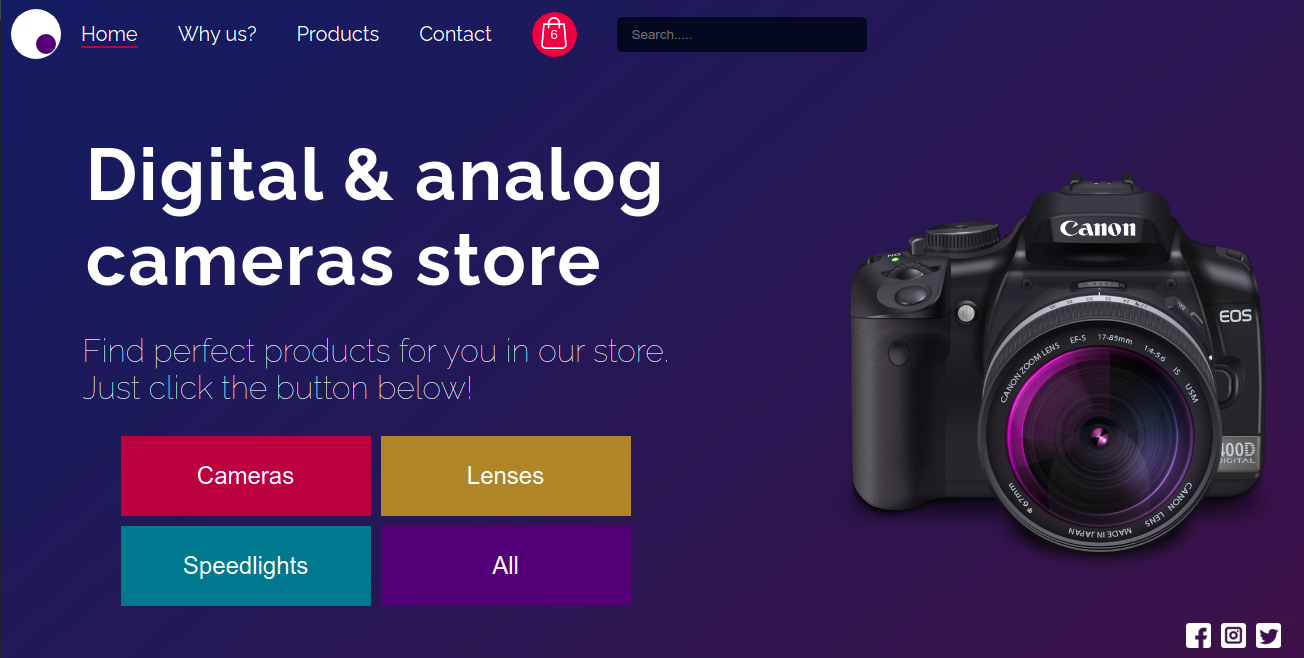 Home Why us? Products Contact 6 Search.....
Digital & analog
cameras store
Find perfect products for you in our store.
Just click the button below!
Cameras Lenses
Speedlights All
Canon
ON
EOS
CANON ZOOM LENS EF-S 17-85mm 1:4-5.6 IS USM
400D
DIGITAL
Φ 67mm MADE IN JAPAN CANON LENS